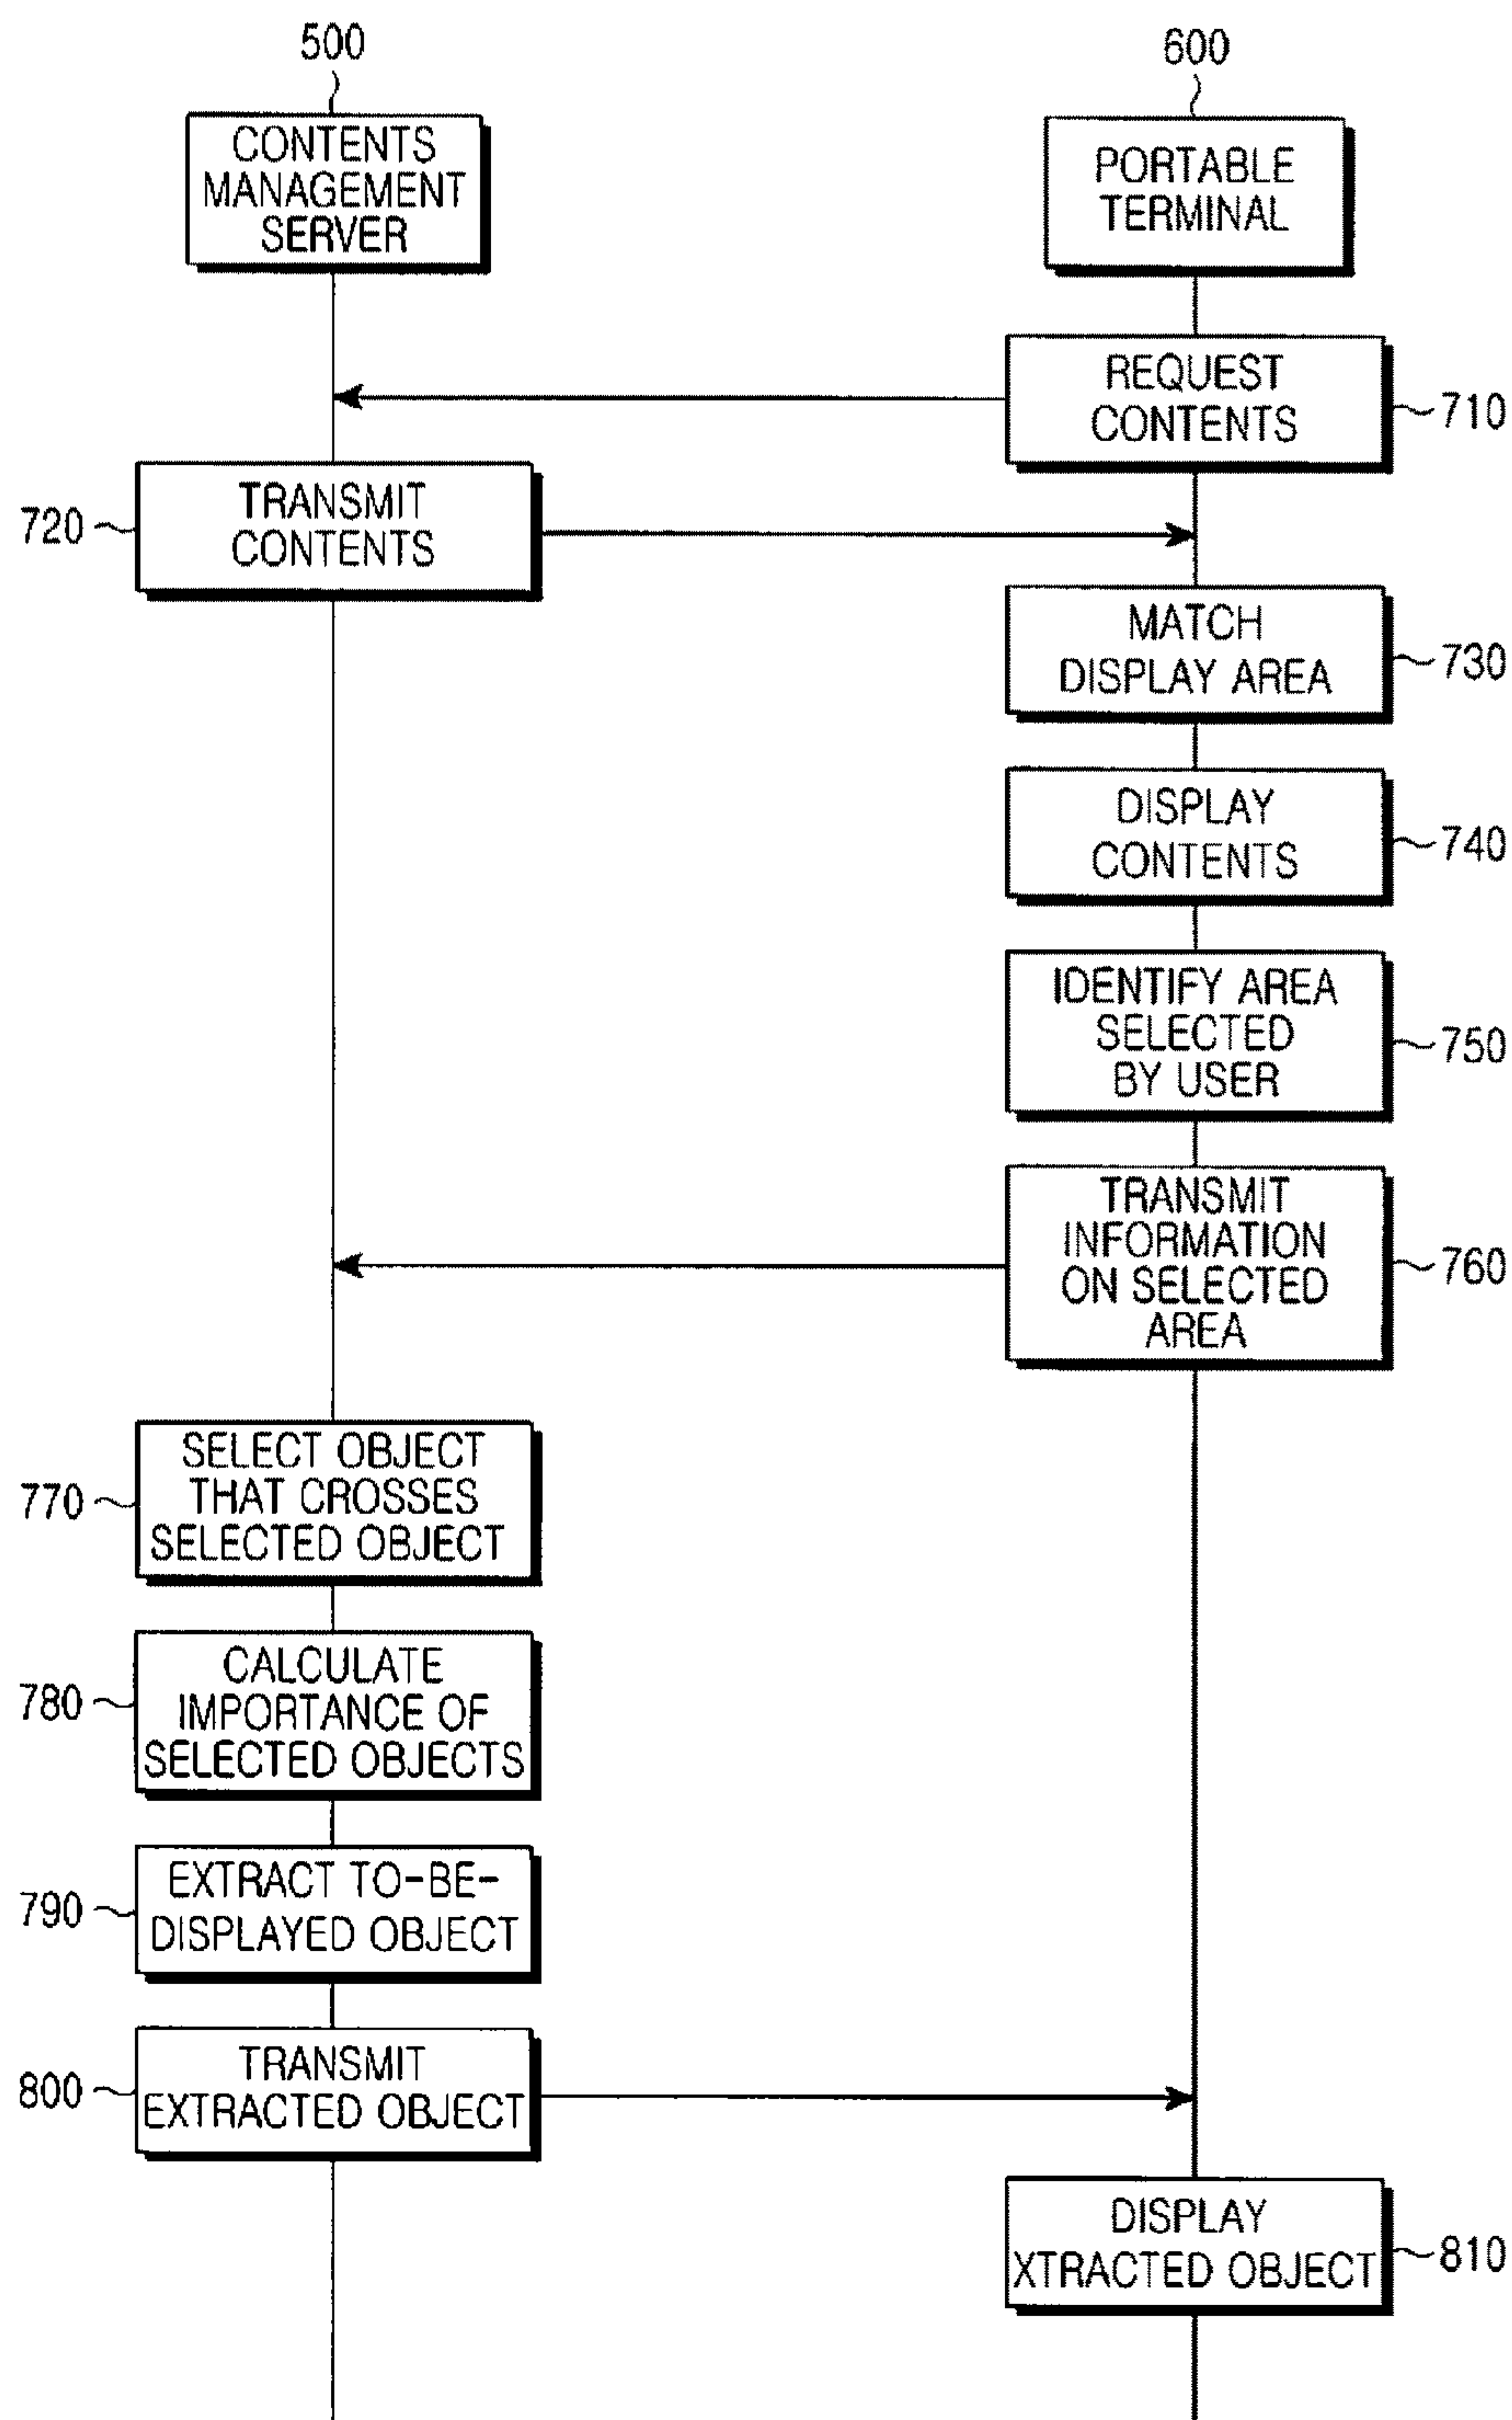 500
600
CONTENTS
MANAGEMENT
SERVER
PORTABLE
TERMINAL
REQUEST
CONTENTS
710
720
TRANSMIT
CONTENTS
MATCH
DISPLAY AREA
730
DISPLAY
CONTENTS
740
IDENTIFY AREA
SELECTED
BY USER
750
TRANSMIT
INFORMATION
ON SELECTED
AREA
760
770
SELECT OBJECT
THAT CROSSES
SELECTED OBJECT
780
CALCULATE
IMPORTANCE OF
SELECTED OBJECTS
790
EXTRACT TO-BE-
DISPLAYED OBJECT
800
TRANSMIT
EXTRACTED OBJECT
DISPLAY
XTRACTED OBJECT
810